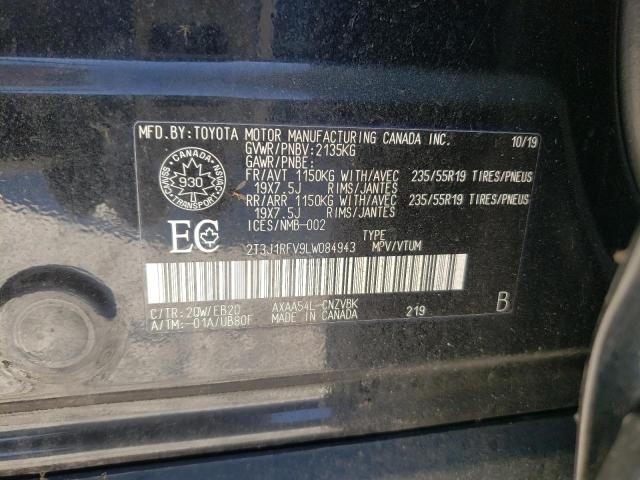 MFD.BY:TOYOTA MOTOR MANUFACTURING CANADA INC. 10/19
GVWR/PNBV:2135KG
GAWR/PNBE:
FR/AVT 1150KG WITH/AVEC 235/55R19 TIRES/PNEUS
19X7.5J RIMS/JANTES
RR/ARR 1150KG WITH/AVEC 235/55R19 TIRES/PNEUS
19X7.5J RIMS/JANTES
ICES/NMB-002
CANADA
CMVSS 930 NSVAC
TRANSPORT
EC
TYPE
2T3J1RFV9LW084943 MPV/VTUM
C/TR:20W/EB20 AXAA54L-CNZVBK 219 B
A/TM:-01A/UB80F MADE IN CANADA